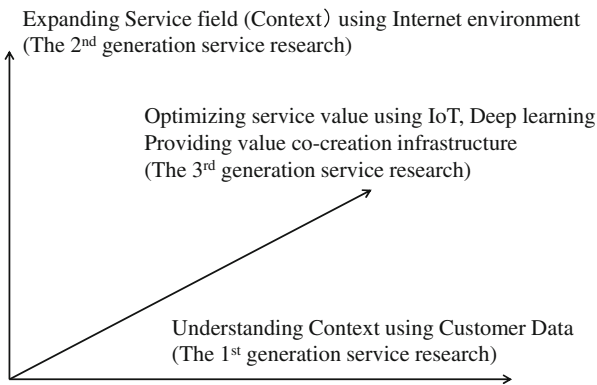 Expanding Service field (Context） using Internet environment
(The 2nd generation service research)
Optimizing service value using IoT, Deep learning
Providing value co-creation infrastructure
(The 3rd generation service research)
Understanding Context using Customer Data
(The 1st generation service research)